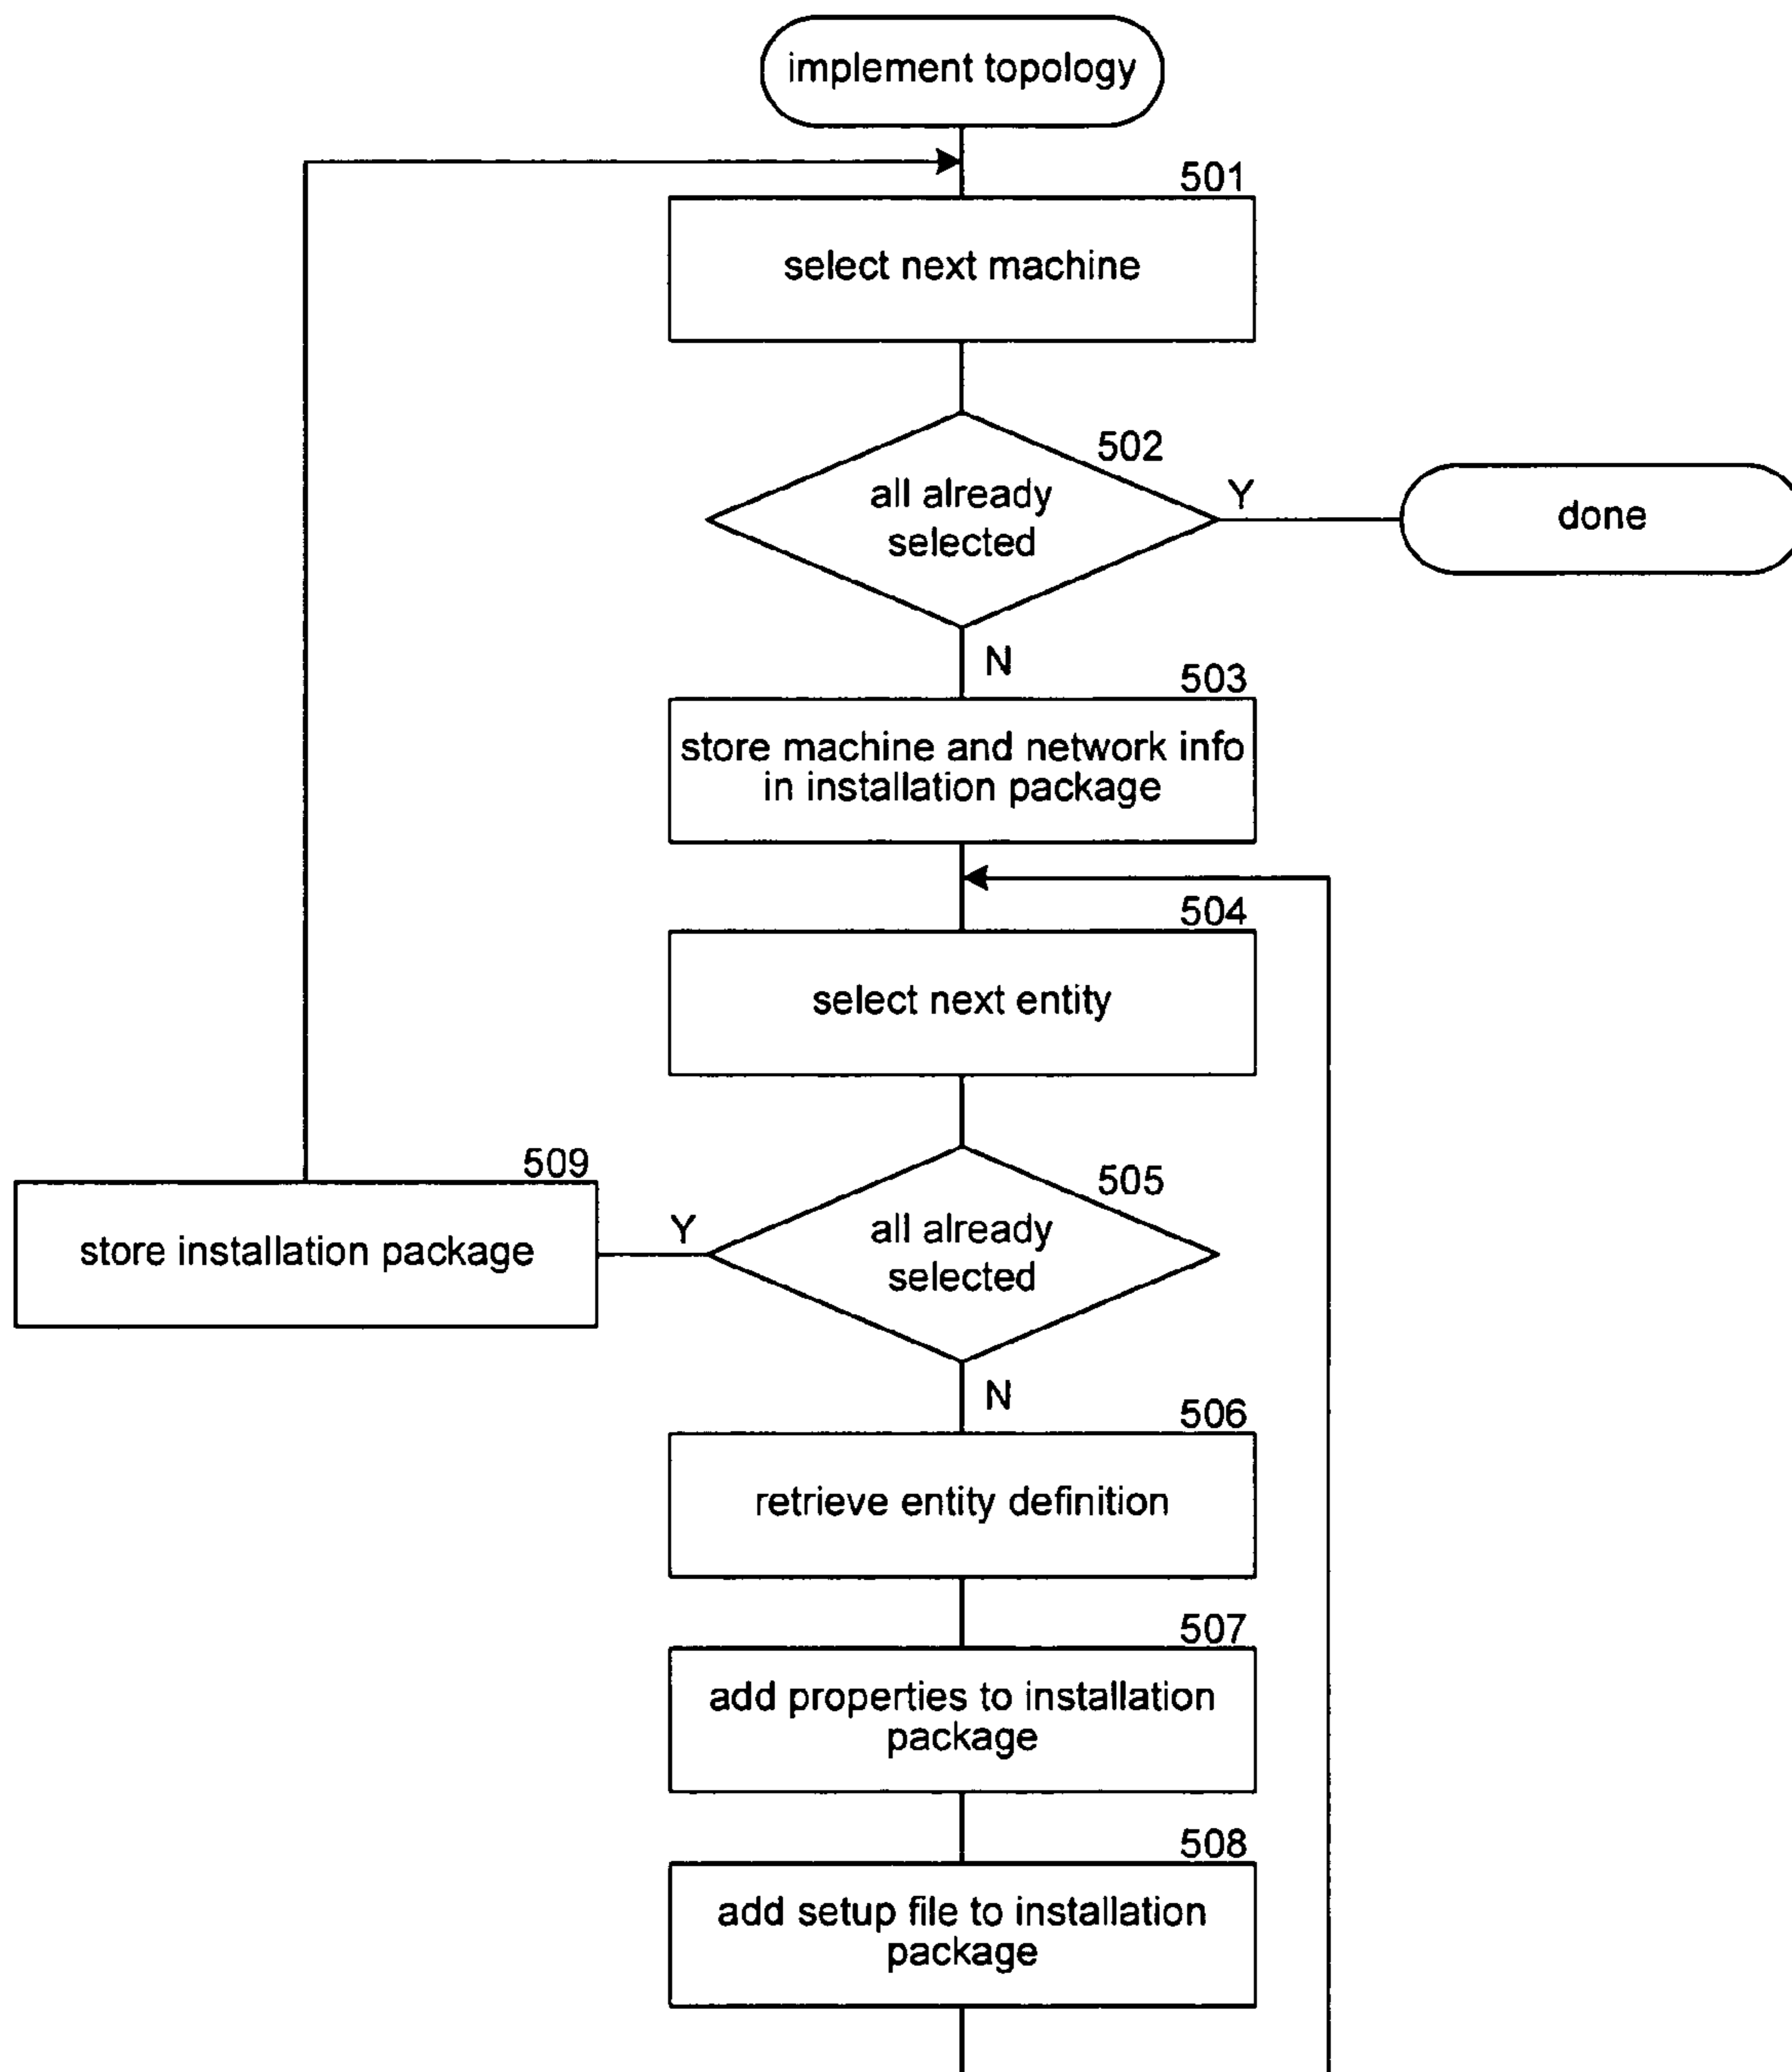 implement topology
501
select next machine
502
all already
selected
Y
done
N
503
store machine and network info
in installation package
504
select next entity
509
store installation package
Y
505
all already
selected
N
506
retrieve entity definition
507
add properties to installation
package
508
add setup file to installation
package